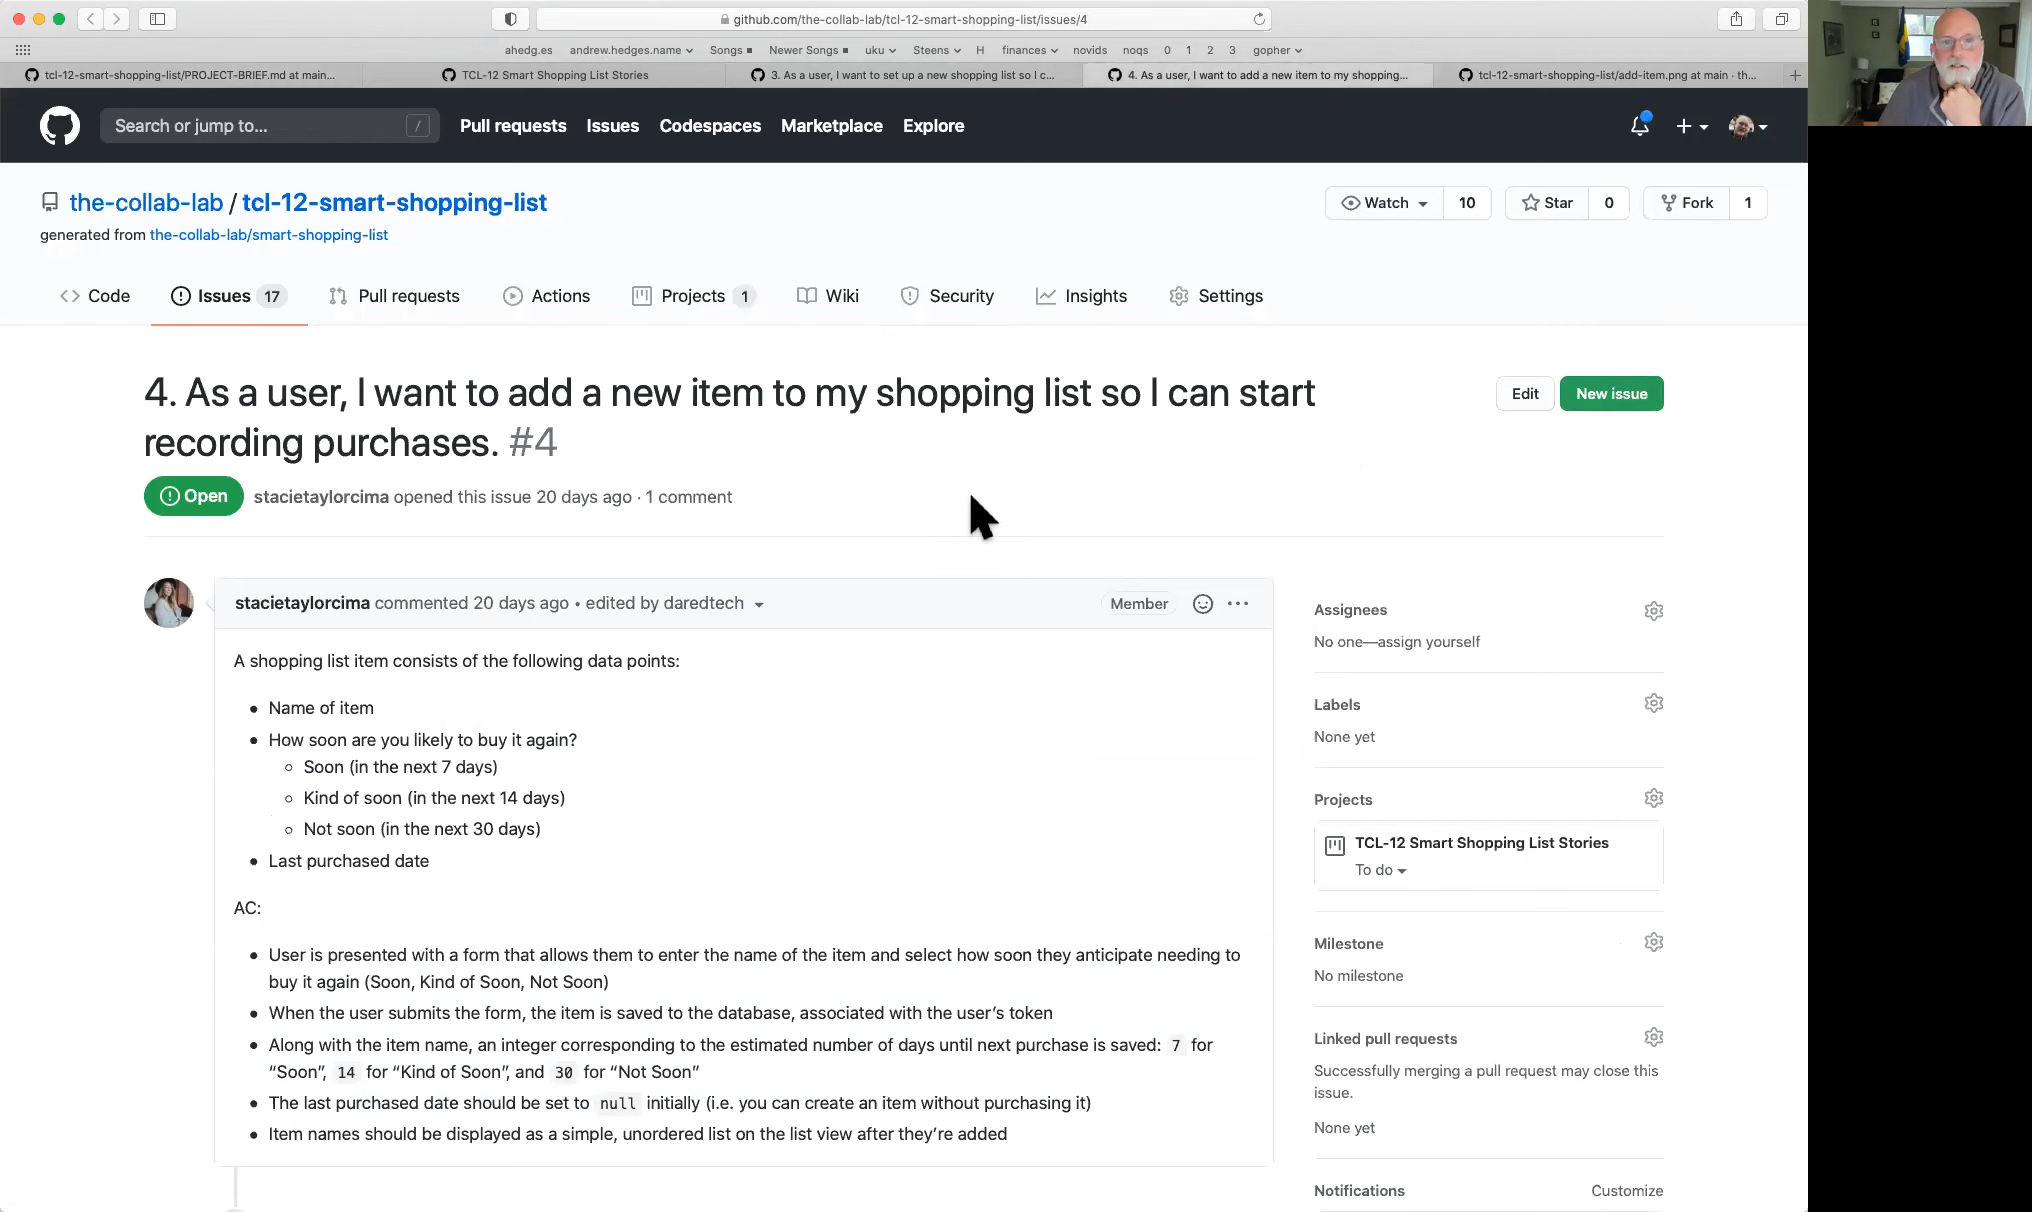 github.com/the-collab-lab/tcl-12-smart-shopping-list/issues/4
ahedg.es andrew.hedges.name Songs Newer Songs uku Steens H finances novids noqs 0 1 2 3 gopher
tcl-12-smart-shopping-list/PROJECT-BRIEF.md at main...
TCL-12 Smart Shopping List Stories
3. As a user, I want to set up a new shopping list so I c...
4. As a user, I want to add a new item to my shopping...
tcl-12-smart-shopping-list/add-item.png at main · th...
Search or jump to... /
Pull requests Issues Codespaces Marketplace Explore
the-collab-lab / tcl-12-smart-shopping-list
Watch 10 Star 0 Fork 1
generated from the-collab-lab/smart-shopping-list
Code Issues 17 Pull requests Actions Projects 1 Wiki Security Insights Settings
4. As a user, I want to add a new item to my shopping list so I can start
recording purchases. #4
Edit New issue
Open stacietaylorcima opened this issue 20 days ago · 1 comment
stacietaylorcima commented 20 days ago • edited by daredtech
Member
A shopping list item consists of the following data points:
• Name of item
• How soon are you likely to buy it again?
◦ Soon (in the next 7 days)
◦ Kind of soon (in the next 14 days)
◦ Not soon (in the next 30 days)
• Last purchased date
AC:
• User is presented with a form that allows them to enter the name of the item and select how soon they anticipate needing to
buy it again (Soon, Kind of Soon, Not Soon)
• When the user submits the form, the item is saved to the database, associated with the user’s token
• Along with the item name, an integer corresponding to the estimated number of days until next purchase is saved: 7 for
“Soon”, 14 for “Kind of Soon”, and 30 for “Not Soon”
• The last purchased date should be set to null initially (i.e. you can create an item without purchasing it)
• Item names should be displayed as a simple, unordered list on the list view after they’re added
Assignees
No one—assign yourself
Labels
None yet
Projects
TCL-12 Smart Shopping List Stories
To do
Milestone
No milestone
Linked pull requests
Successfully merging a pull request may close this
issue.
None yet
Notifications Customize